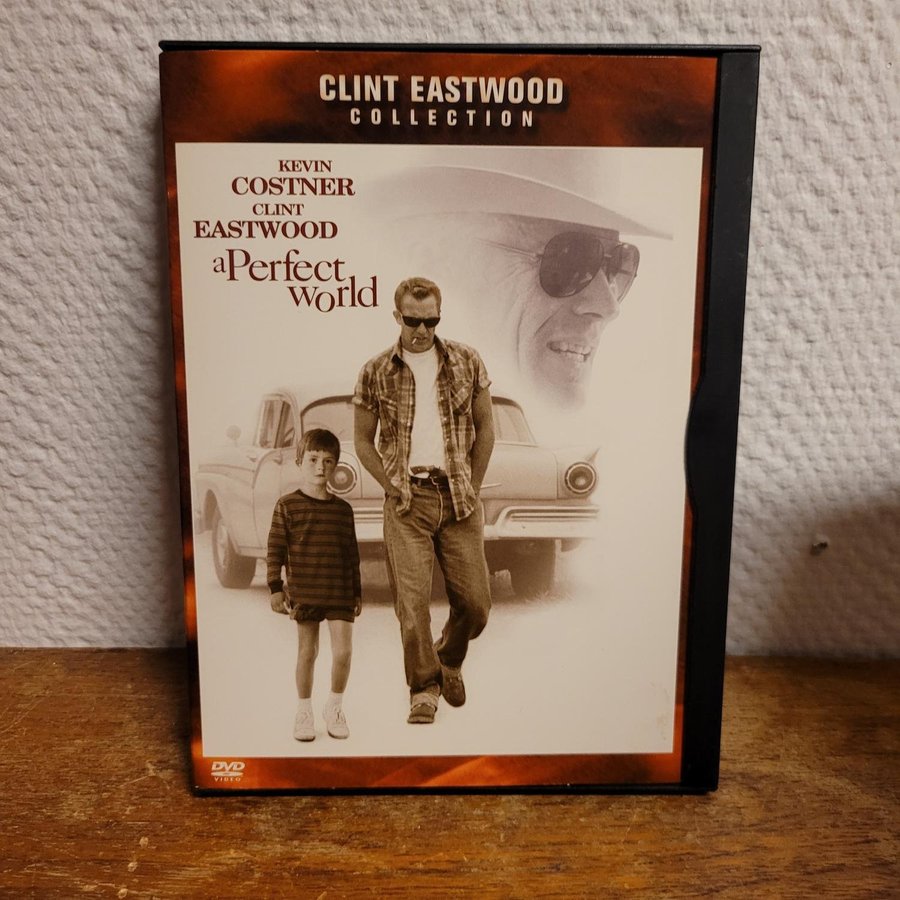 CLINT EASTWOOD
COLLECTION
KEVIN
COSTNER
CLINT
EASTWOOD
a Perfect
world
DVD
VIDEO